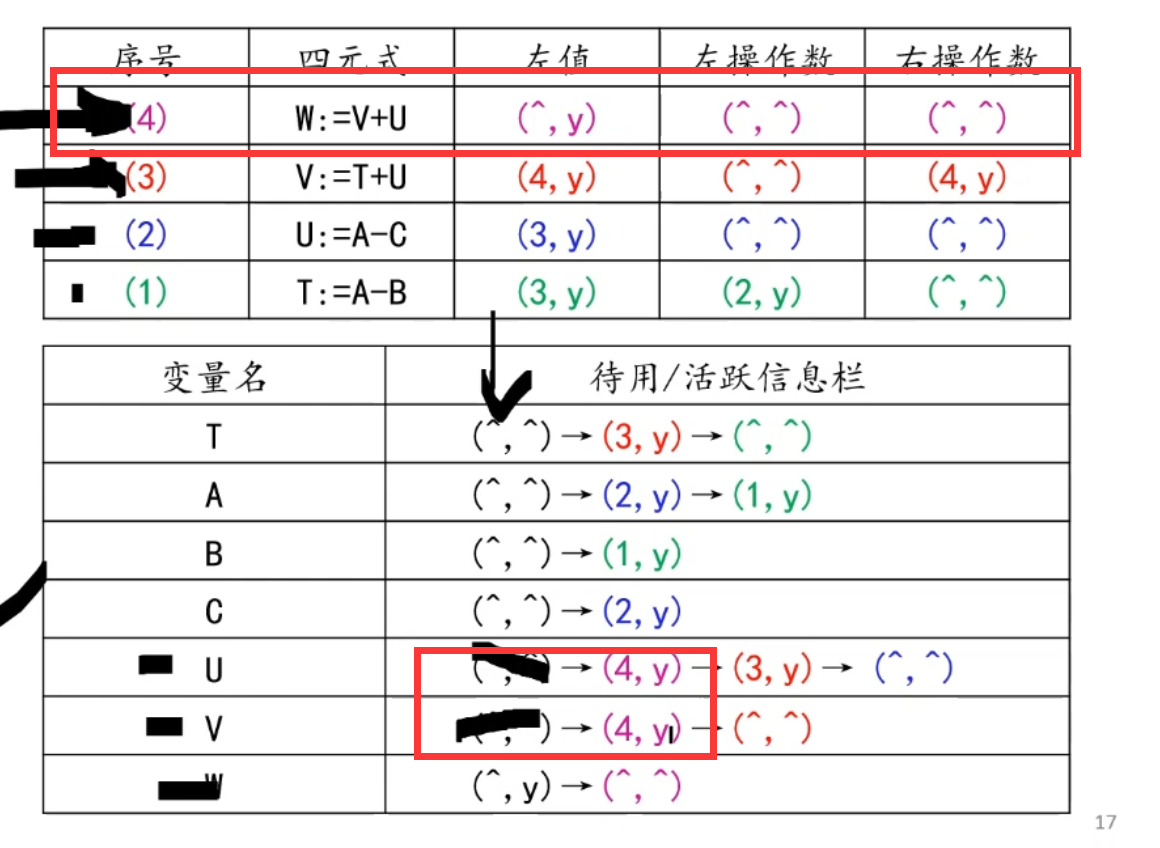 序号 四元式 左值 左操作数 右操作数
(4) W:=V+U (^,y) (^,^) (^,^)
(3) V:=T+U (4,y) (^,^) (4,y)
(2) U:=A-C (3,y) (^,^) (^,^)
(1) T:=A-B (3,y) (2,y) (^,^)
变量名 待用/活跃信息栏
T (^,^)→(3,y)→(^,^)
A (^,^)→(2,y)→(1,y)
B (^,^)→(1,y)
C (^,^)→(2,y)
U (^,^)→(4,y)→(3,y)→(^,^)
V →(4,y)→(^,^)
W (^,y)→(^,^)
17